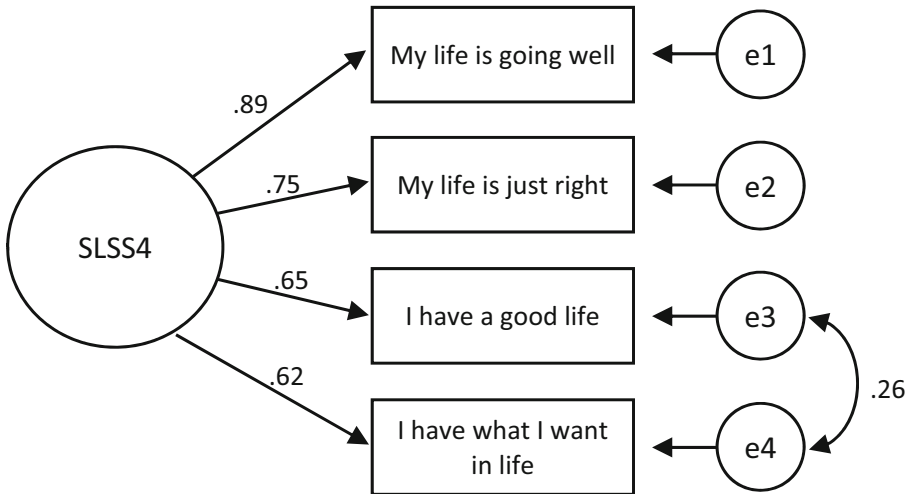 My life is going well
e1
.89
My life is just right
e2
.75
SLSS4
.65
I have a good life
e3
.62
.26
I have what I want
in life
e4